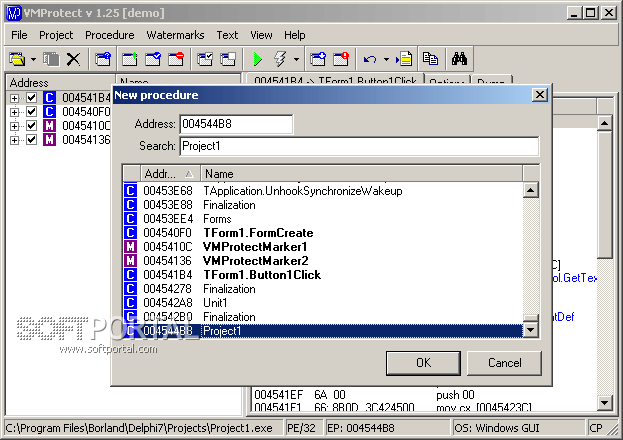 VMProtect v 1.25 [demo]
File Project Procedure Watermarks Text View Help
Address Name
004541B4 -> TForm1.Button1Click Options Dump
C 004541B4
C 004540F0
M 0045410C
M 00454136
New procedure
Address: 004544B8
Search: Project1
Addr... Name
C 00453E68 TApplication.UnhookSynchronizeWakeup
C 00453E88 Finalization
C 00453EE4 Forms
C 004540F0 TForm1.FormCreate
M 0045410C VMProtectMarker1
M 00454136 VMProtectMarker2
C 004541B4 TForm1.Button1Click
C 00454278 Finalization
C 004542A8 Unit1
C 004542B0 Finalization
C 004544B8 Project1
OK Cancel
C]
ol.GetTex
tDef
SOFTPORTAL
www.softportal.com
004541EF 6A 00 push 00
004541F1 66: 8B0D 3C424500 mov cx, [0045423C]
C:\Program Files\Borland\Delphi7\Projects\Project1.exe PE/32 EP: 004544B8 OS: Windows GUI CP